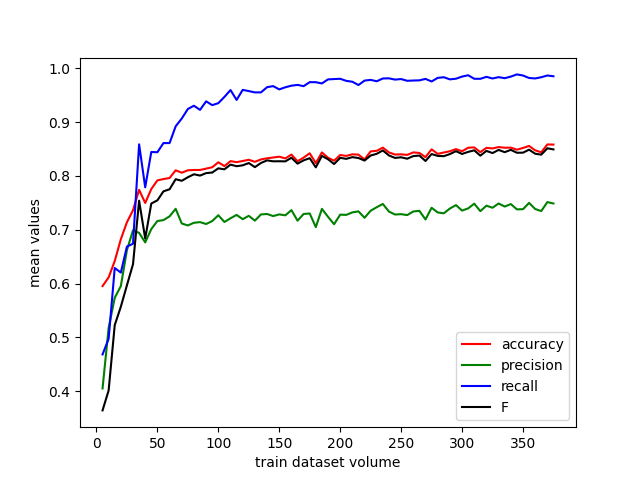 1.0
0.9
0.8
0.7
0.6
0.5
0.4
mean values
0 50 100 150 200 250 300 350
train dataset volume
accuracy
precision
recall
F